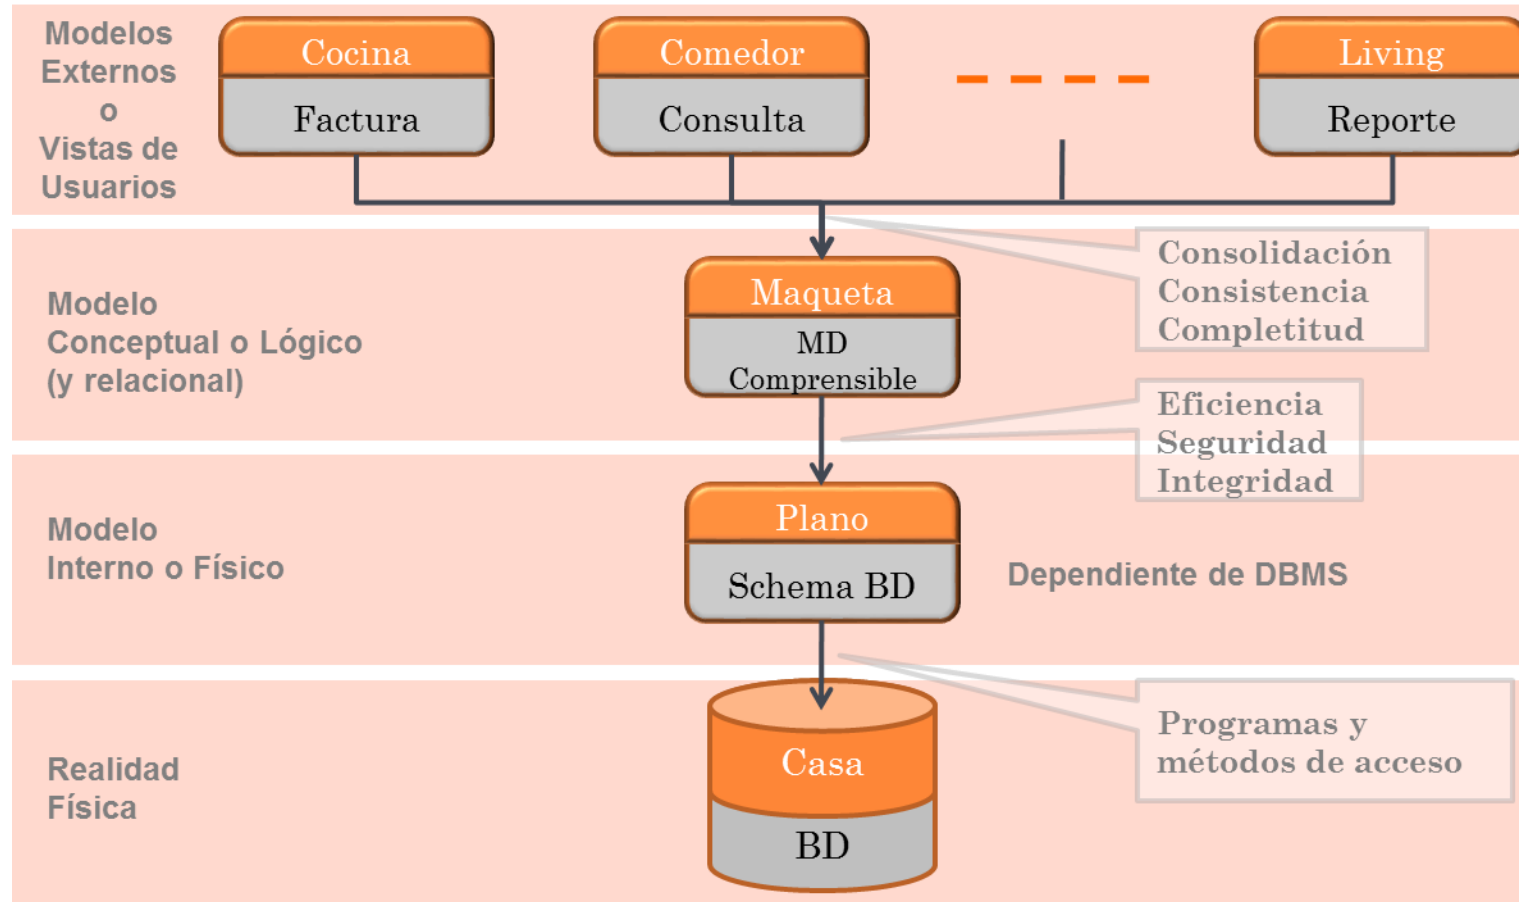 Modelos
Externos
o
Vistas de
Usuarios
Cocina
Factura
Comedor
Consulta
Living
Reporte
Modelo
Conceptual o Lógico
(y relacional)
Maqueta
MD
Comprensible
Consolidación
Consistencia
Completitud
Eficiencia
Seguridad
Integridad
Modelo
Interno o Físico
Plano
Schema BD
Dependiente de DBMS
Realidad
Física
Casa
BD
Programas y
métodos de acceso